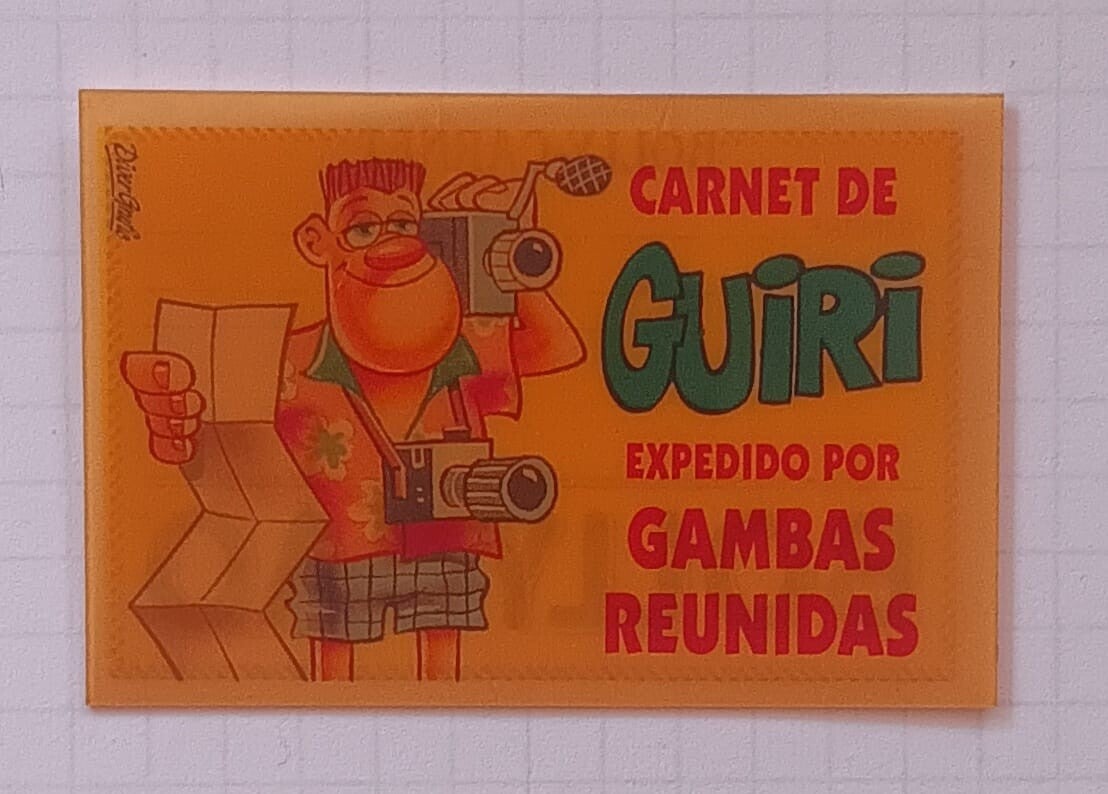 CARNET DE
GUiRi
EXPEDIDO POR
GAMBAS
REUNIDAS